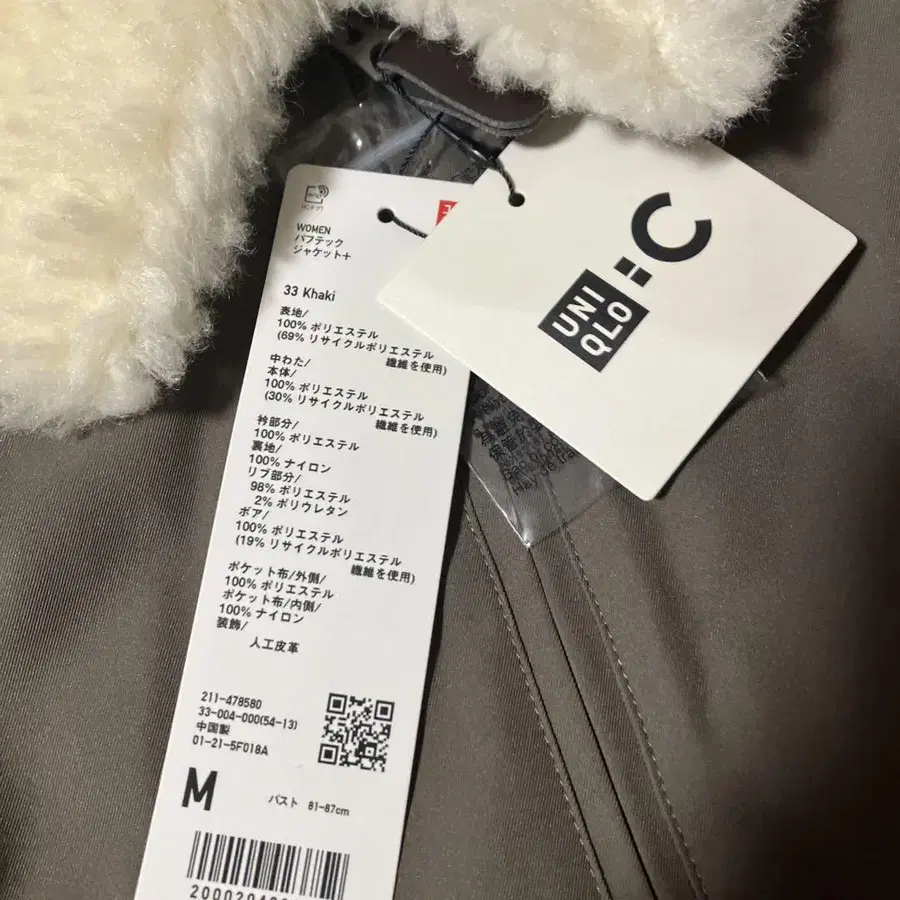 WOMEN
パフテック
ジャケット+
33 Khaki
表地/
100% ポリエステル
(69% リサイクルポリエステル
繊維を使用)
中わた/
本体/
100% ポリエステル
(30% リサイクルポリエステル
繊維を使用)
衿部分/
100% ポリエステル
裏地/
100% ナイロン
リブ部分/
98% ポリエステル
2% ポリウレタン
ボア/
100% ポリエステル
(19% リサイクルポリエステル
繊維を使用)
ポケット布/外側/
100% ポリエステル
ポケット布/内側/
100% ナイロン
装飾/
人工皮革
211-478580
33-004-000(54-13)
中国製
01-21-5F018A
M
バスト 81-87cm
UNI
QLO
: C